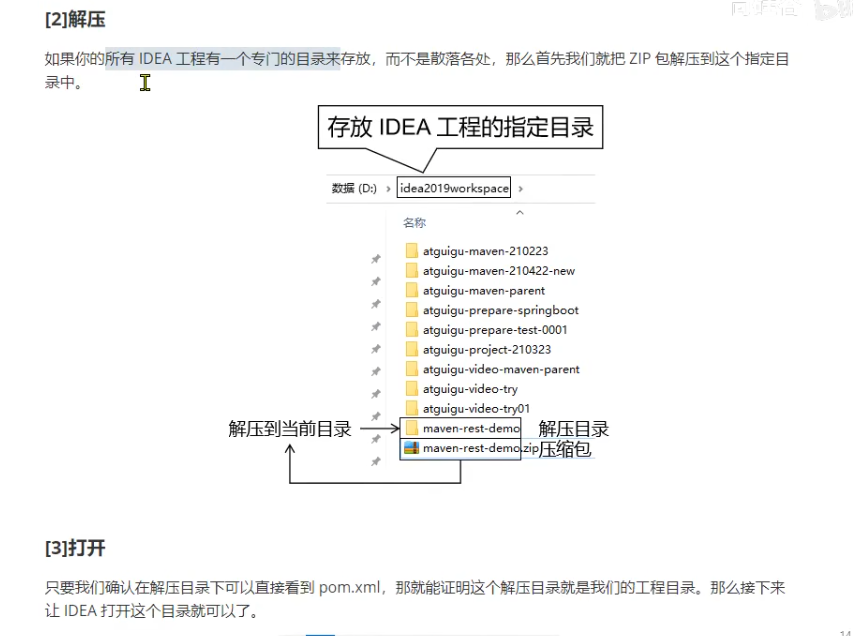 [2]解压
如果你的所有 IDEA 工程有一个专门的目录来存放，而不是散落各处，那么首先我们就把 ZIP 包解压到这个指定目
录中。
存放 IDEA 工程的指定目录
数据 (D:) › idea2019workspace ›
名称
atguigu-maven-210223
atguigu-maven-210422-new
atguigu-maven-parent
atguigu-prepare-springboot
atguigu-prepare-test-0001
atguigu-project-210323
atguigu-video-maven-parent
atguigu-video-try
atguigu-video-try01
解压到当前目录 maven-rest-demo 解压目录
maven-rest-demo.zip 压缩包
[3]打开
只要我们确认在解压目录下可以直接看到 pom.xml，那就能证明这个解压目录就是我们的工程目录。那么接下来
让 IDEA 打开这个目录就可以了。